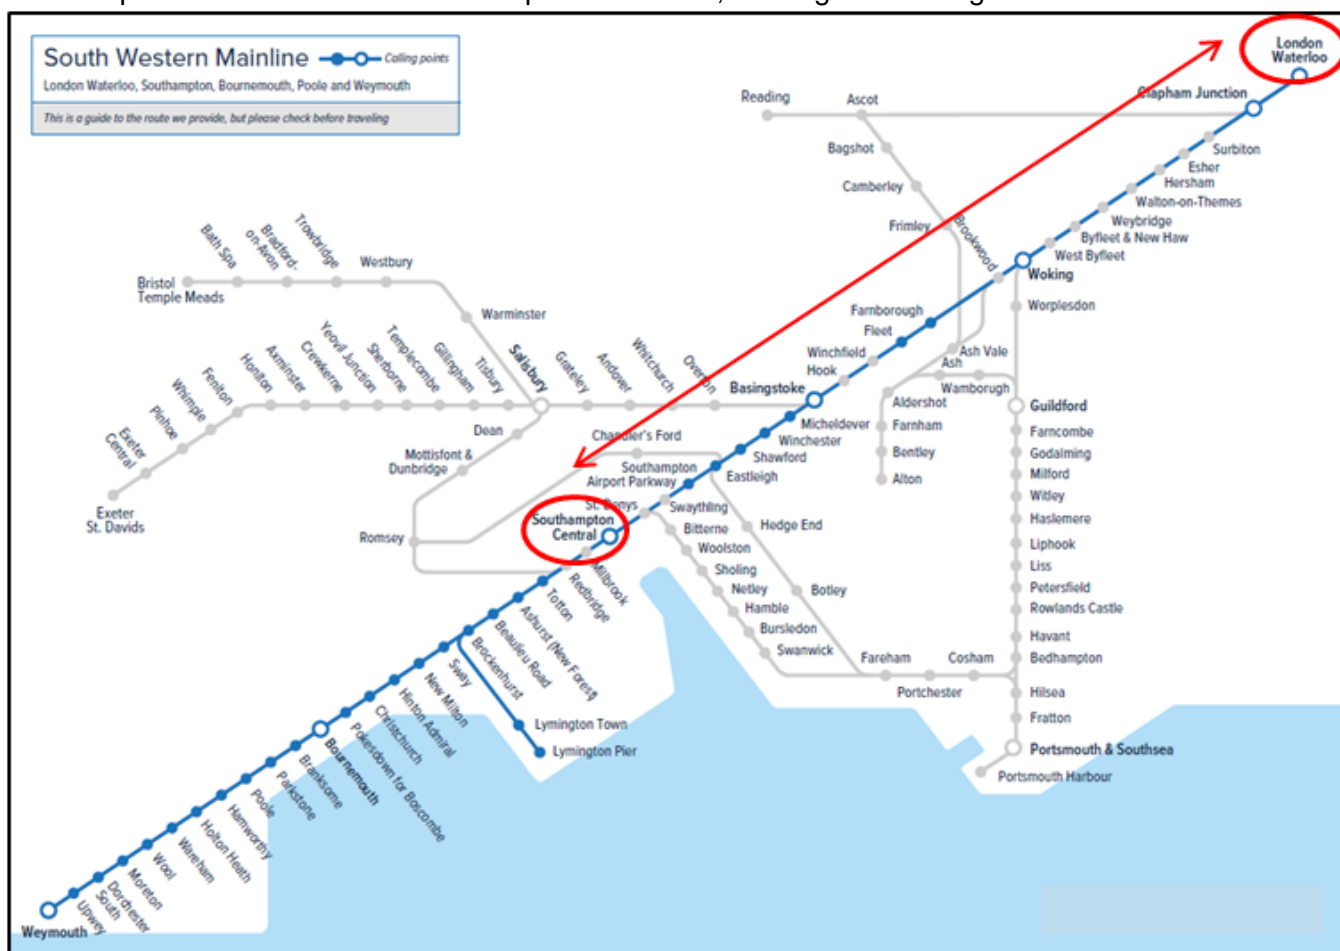 South Western Mainline
Calling points
London Waterloo, Southampton, Bournemouth, Poole and Weymouth
This is a guide to the route we provide, but please check before traveling
London
Waterloo
Clapham Junction
Reading
Ascot
Bagshot
Camberley
Frimley
Brookwood
Surbiton
Esher
Hersham
Walton-on-Themes
Weybridge
Byfleet & New Haw
West Byfleet
Woking
Worplesdon
Farnborough
Fleet
Winchfield
Hook
Basingstoke
Ash Vale
Ash
Wamborugh
Aldershot
Farnham
Bentley
Alton
Guildford
Farncombe
Godalming
Milford
Witley
Haslemere
Liphook
Liss
Petersfield
Rowlands Castle
Havant
Bedhampton
Hilsea
Fratton
Portsmouth & Southsea
Portsmouth Harbour
Bristol
Temple Meads
Bath Spa
Bradford-
on-Avon
Trowbridge
Westbury
Warminster
Salisbury
Exeter
St. Davids
Exeter
Central
Pinhoe
Whimple
Feniton
Honiton
Axminster
Crewkerne
Yeovil Junction
Sherborne
Templecombe
Gillingham
Tisbury
Grateley
Andover
Whitchurch
Overton
Dean
Mottisfont &
Dunbridge
Romsey
Chandler's Ford
Micheldever
Winchester
Shawford
Eastleigh
Southampton
Airport Parkway
Swaythling
St. Denys
Southampton
Central
Bitterne
Woolston
Sholing
Netley
Hamble
Bursledon
Swanwick
Hedge End
Botley
Fareham
Portchester
Cosham
Millbrook
Redbridge
Totton
Ashurst (New Forest)
Beaulieu Road
Brockenhurst
Lymington Town
Lymington Pier
Sway
New Milton
Hinton Admiral
Christchurch
Pokesdown for Boscombe
Bournemouth
Branksome
Parkstone
Poole
Hamworthy
Holton Heath
Wareham
Wool
Moreton
Dorchester
South
Upwey
Weymouth